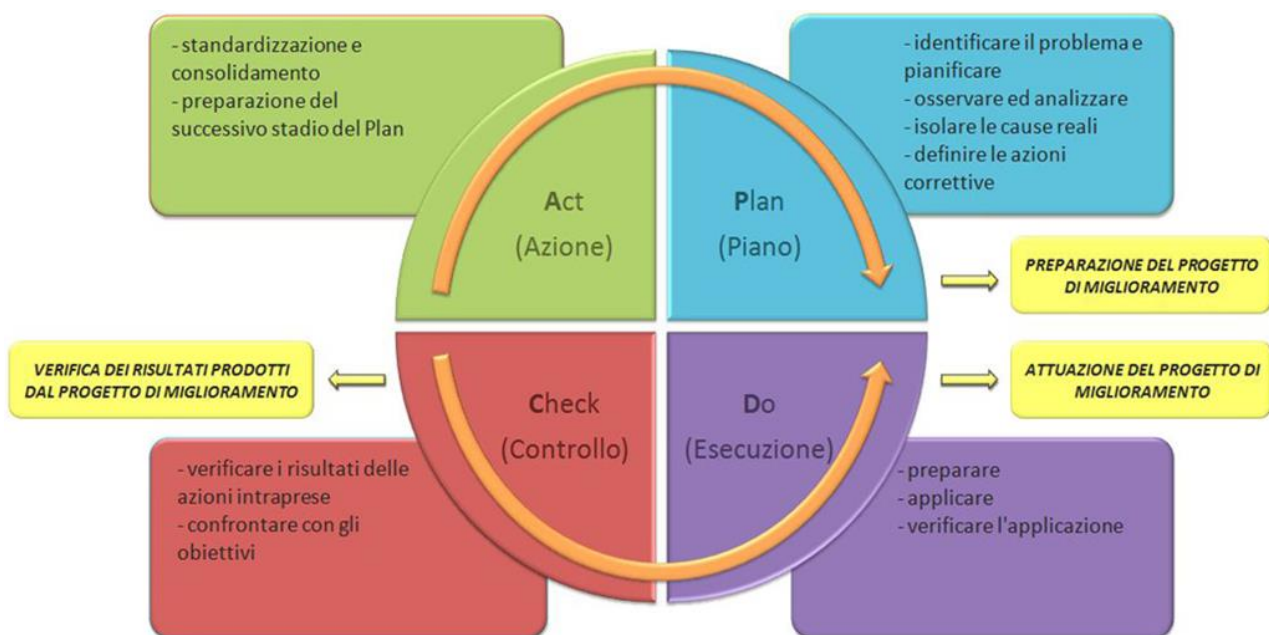 - standardizzazione e
consolidamento
- preparazione del
successivo stadio del Plan
- identificare il problema e
pianificare
- osservare ed analizzare
- isolare le cause reali
- definire le azioni
correttive
Act
(Azione)
Plan
(Piano)
PREPARAZIONE DEL PROGETTO
DI MIGLIORAMENTO
VERIFICA DEI RISULTATI PRODOTTI
DAL PROGETTO DI MIGLIORAMENTO
ATTUAZIONE DEL PROGETTO DI
MIGLIORAMENTO
Check
(Controllo)
Do
(Esecuzione)
- verificare i risultati delle
azioni intraprese
- confrontare con gli
obiettivi
- preparare
- applicare
- verificare l'applicazione